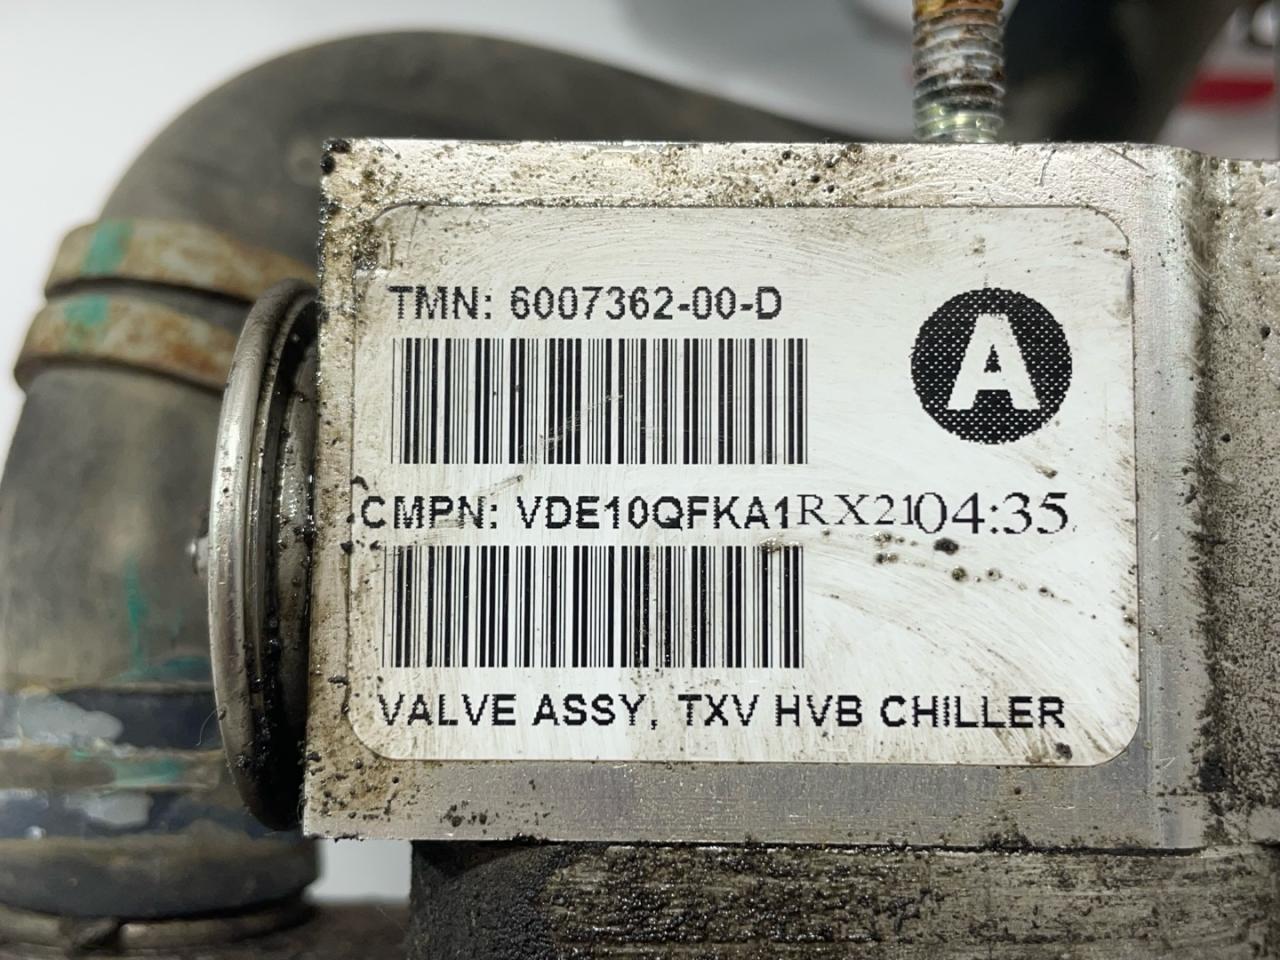 TMN: 6007362-00-D
A
CMPN: VDE10QFKA1RX2104:35
VALVE ASSY, TXV HVB CHILLER